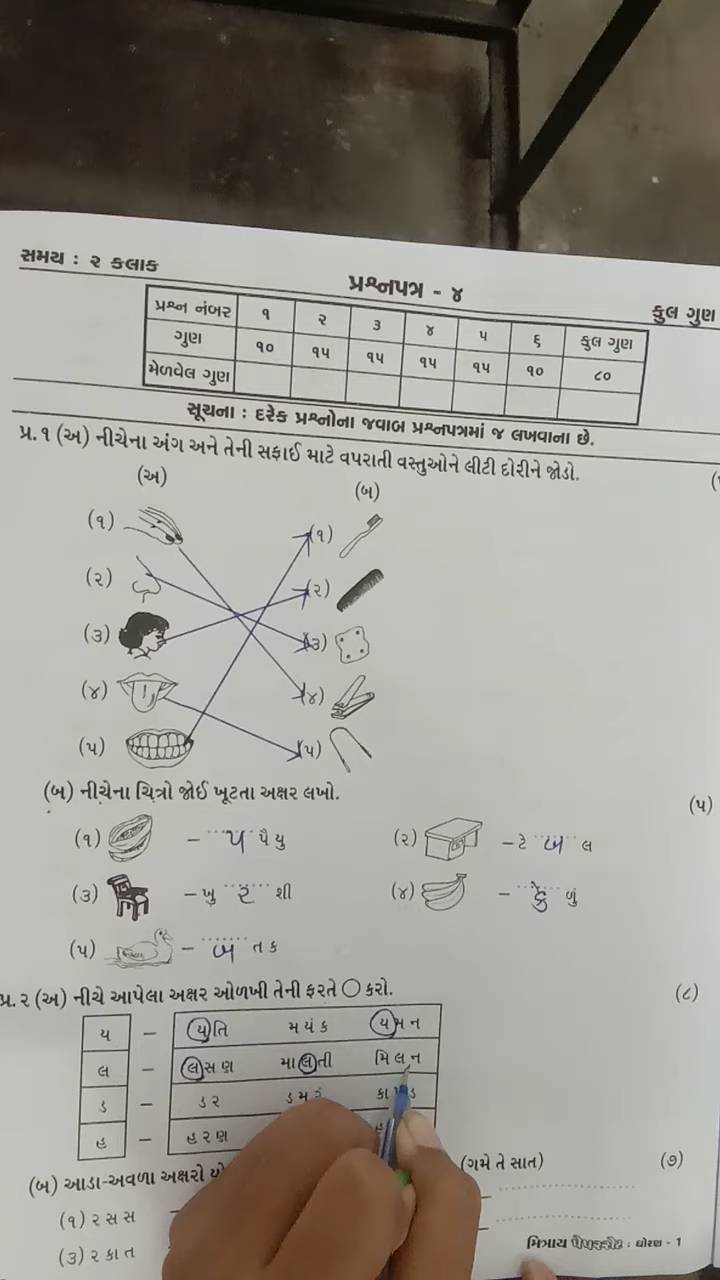 સમય : ૨ કલાક
પ્રશ્નપત્ર - ૪
કુલ ગુણ
પ્રશ્ન નંબર ૧ ૨ ૩ ૪ ૫ ૬ કુલ ગુણ
ગુણ ૧૦ ૧૫ ૧૫ ૧૫ ૧૫ ૧૦ ૮૦
મેળવેલ ગુણ
સૂચના : દરેક પ્રશ્નોના જવાબ પ્રશ્નપત્રમાં જ લખવાના છે.
પ્ર.૧ (અ) નીચેના અંગ અને તેની સફાઈ માટે વપરાતી વસ્તુઓને લીટી દોરીને જોડો.
(અ) (બ)
(૧) (૧)
(૨) (૨)
(૩) (૩)
(૪) (૪)
(૫) (૫)
(બ) નીચેના ચિત્રો જોઈ ખૂટતા અક્ષર લખો. (૫)
(૧) – પ પૈયુ (૨) – ટે બ લ
(૩) – ખુ ર શી (૪) – કે ળું
(૫) – બ ત ક
પ્ર.૨ (અ) નીચે આપેલા અક્ષર ઓળખી તેની ફરતે ○ કરો. (૮)
ય – યુતિ મયંક યમન
લ – લસણ માલતી મિલન
ડ – ડર
હ – હરણ
(બ) આડા-અવળા અક્ષરો (ગમે તે સાત) (૭)
(૧) ર સ સ
(૩) ર કા ત
મિત્રાય પેપરસેટ : ધોરણ - 1